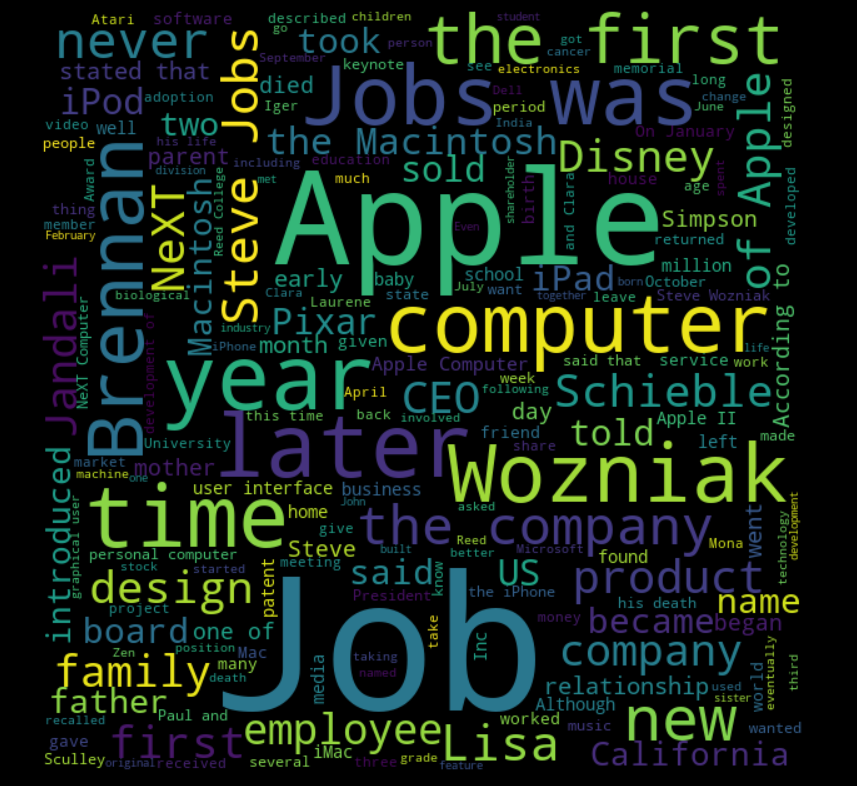 Atari software described children student
never took the first
go person got cancer
September keynote see electronics memorial
stated that Steve Jobs died Jobs was long
iPod adoption Iger Dell period change of Apple designed
video well two Award India June
people his life the Macintosh On January
parent including education sold Disney
division met much shareholder house age spent
Brennan NeXT Macintosh Reed College Apple birth and Clara Simpson developed
thing member February Even returned
Jandali early baby school iPad million
biological Clara state July want born October
Laurene together leave Steve Wozniak According to
NeXT Computer industry Pixar computer
development of iPhone month given life
year Apple Computer said that service work
April CEO week following Schieble
this time back involved day Apple II made
University later friend told left
market mother share Wozniak
machine one user interface business
introduced time home John asked the company
graphical user give Reed Mona went technology development
personal computer Steve built better Microsoft found
stock started meeting said know US product
design patent President the iPhone his death name
project Job money became began
board one of take Inc company
Zen position Mac taking world eventually
family many death media named relationship used third
father sister
Paul and Although new
recalled first employee worked music wanted
gave iMac Lisa California
Sculley original received several three grade feature